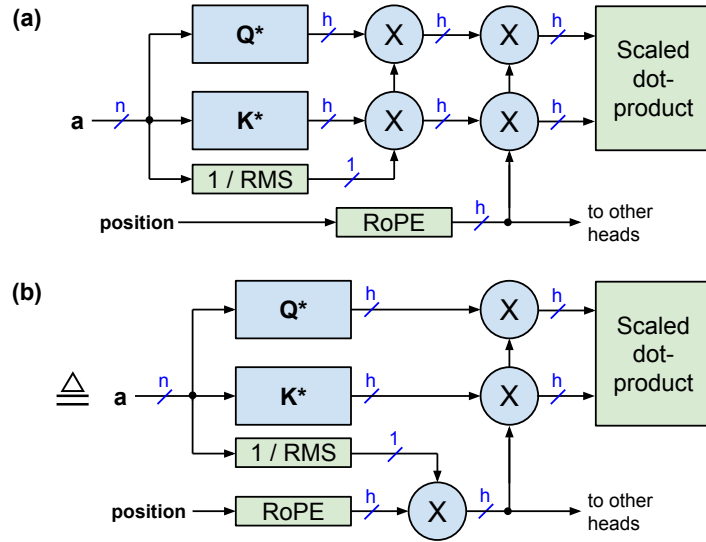 (a)
Q*
h
X
h
X
h
Scaled
dot-
product
a
n
K*
h
X
h
X
h
1 / RMS
1
position
RoPE
h
to other
heads
(b)
Q*
h
X
h
Scaled
dot-
product
≜
a
n
K*
h
X
h
1 / RMS
1
position
RoPE
h
X
h
to other
heads